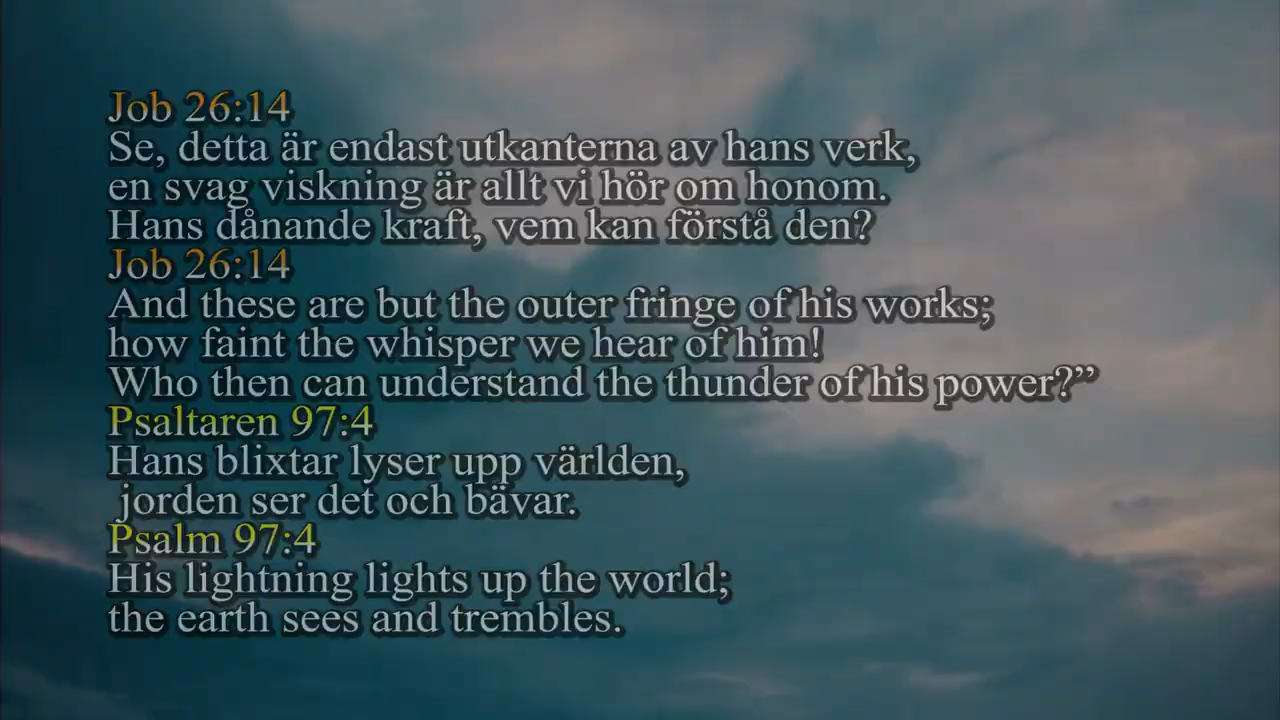 Job 26:14
Se, detta är endast utkanterna av hans verk,
en svag viskning är allt vi hör om honom.
Hans dånande kraft, vem kan förstå den?
Job 26:14
And these are but the outer fringe of his works;
how faint the whisper we hear of him!
Who then can understand the thunder of his power?”
Psaltaren 97:4
Hans blixtar lyser upp världen,
jorden ser det och bävar.
Psalm 97:4
His lightning lights up the world;
the earth sees and trembles.